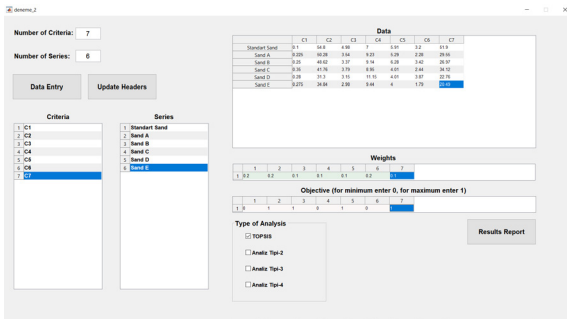 deneme_2
Number of Criteria: 7
Number of Series: 6
Data Entry
Update Headers
Criteria
1 C1
2 C2
3 C3
4 C4
5 C5
6 C6
7 C7
Series
1 Standart Sand
2 Sand A
3 Sand B
4 Sand C
5 Sand D
6 Sand E
Data
C1 C2 C3 C4 C5 C6 C7
Standart Sand 0.1 54.8 4.98 7 5.91 3.2 51.9
Sand A 0.225 50.28 3.54 9.23 5.29 2.28 29.55
Sand B 0.25 40.62 3.37 9.14 6.28 3.42 26.97
Sand C 0.35 41.76 3.79 8.95 4.01 2.44 34.12
Sand D 0.28 31.3 3.15 11.15 4.01 3.87 22.76
Sand E 0.275 34.84 2.99 9.44 4 1.79 20.43
Weights
1 2 3 4 5 6 7
1 0.2 0.2 0.1 0.1 0.1 0.2 0.1
Objective (for minimum enter 0, for maximum enter 1)
1 2 3 4 5 6 7
1 0 1 1 0 1 0
Type of Analysis
TOPSIS
Analiz Tipi-2
Analiz Tipi-3
Analiz Tipi-4
Results Report